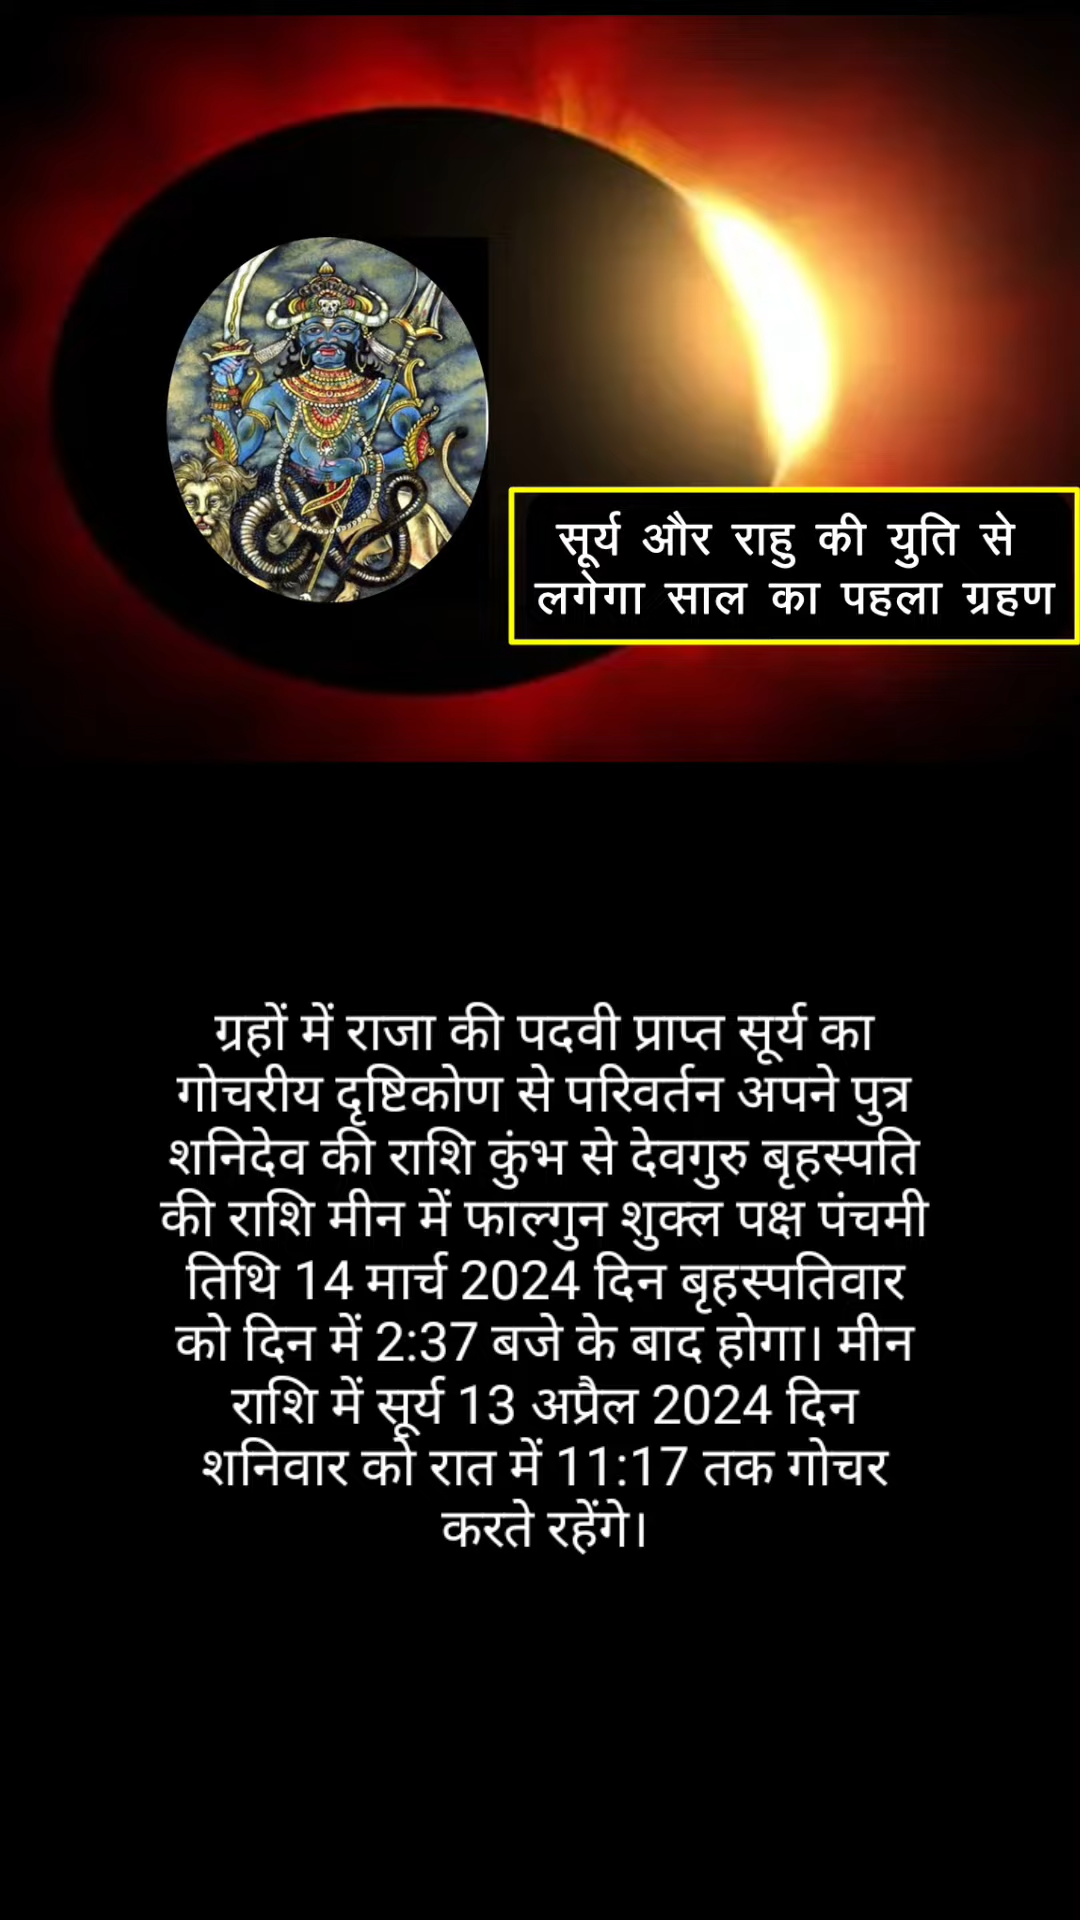 सूर्य और राहु की युति से
लगेगा साल का पहला ग्रहण
ग्रहों में राजा की पदवी प्राप्त सूर्य का
गोचरीय दृष्टिकोण से परिवर्तन अपने पुत्र
शनिदेव की राशि कुंभ से देवगुरु बृहस्पति
की राशि मीन में फाल्गुन शुक्ल पक्ष पंचमी
तिथि 14 मार्च 2024 दिन बृहस्पतिवार
को दिन में 2:37 बजे के बाद होगा। मीन
राशि में सूर्य 13 अप्रैल 2024 दिन
शनिवार को रात में 11:17 तक गोचर
करते रहेंगे।